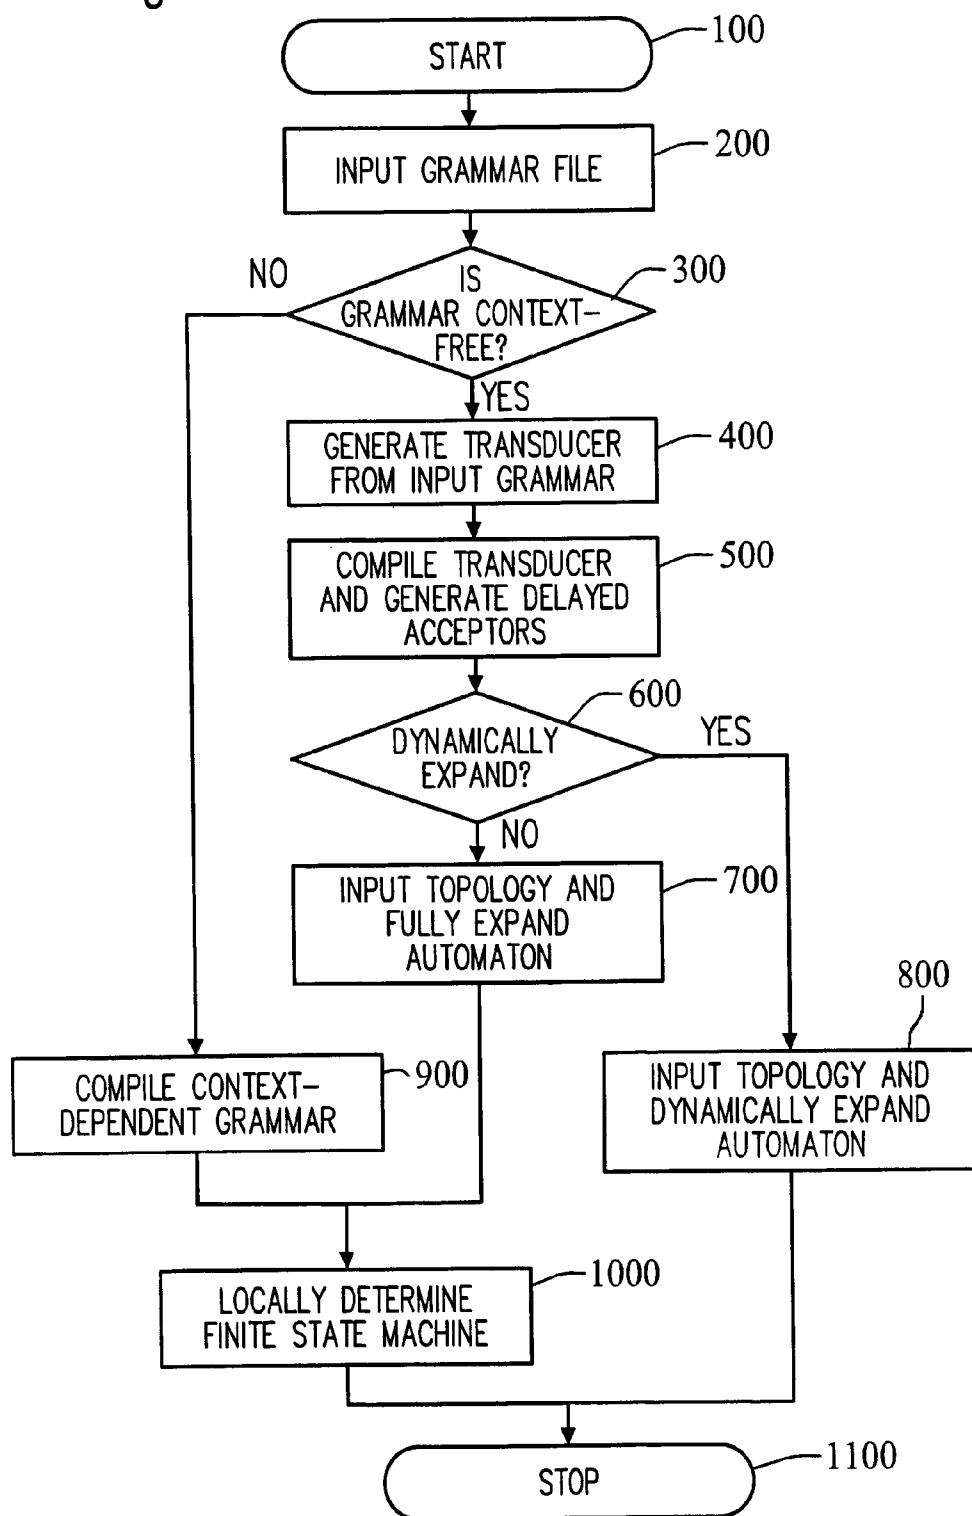 START
100
INPUT GRAMMAR FILE
200
NO
IS
GRAMMAR CONTEXT-
FREE?
300
YES
GENERATE TRANSDUCER
FROM INPUT GRAMMAR
400
COMPILE TRANSDUCER
AND GENERATE DELAYED
ACCEPTORS
500
DYNAMICALLY
EXPAND?
600
YES
NO
INPUT TOPOLOGY AND
FULLY EXPAND
AUTOMATON
700
800
COMPILE CONTEXT-
DEPENDENT GRAMMAR
900
INPUT TOPOLOGY AND
DYNAMICALLY EXPAND
AUTOMATON
LOCALLY DETERMINE
FINITE STATE MACHINE
1000
STOP
1100